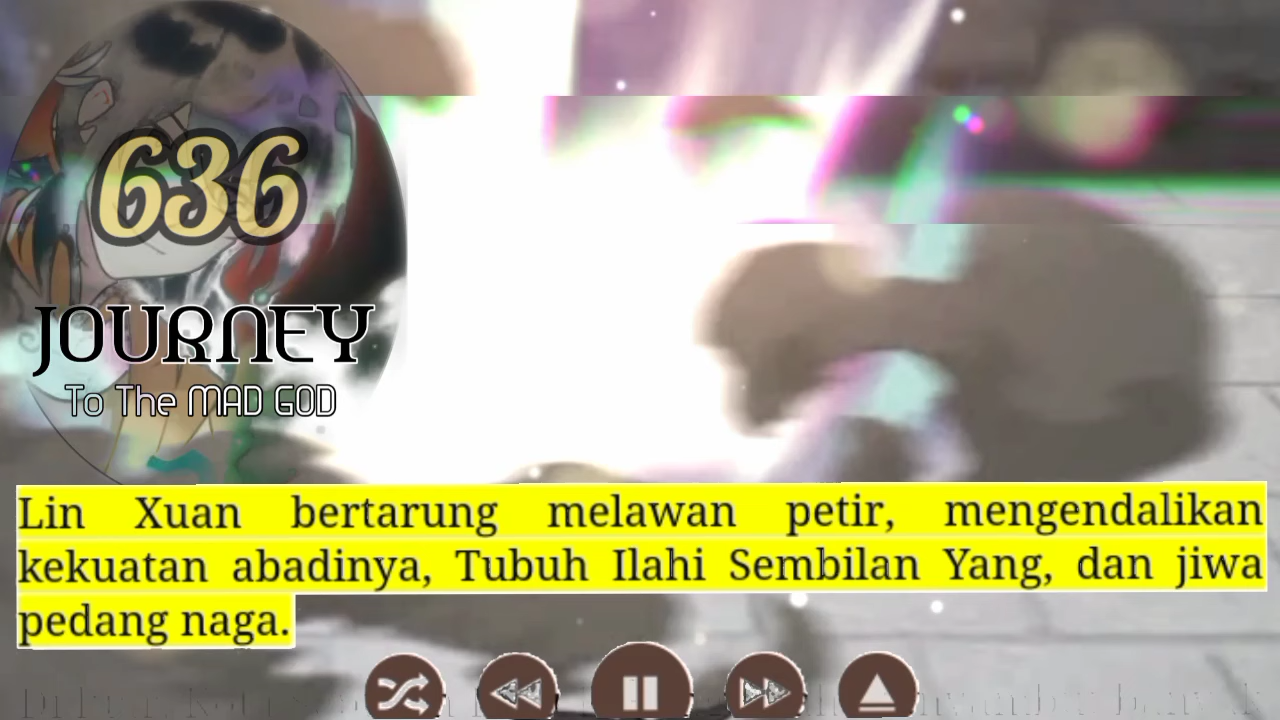 636
JOURNEY
To The MAD GOD
Lin Xuan bertarung melawan petir, mengendalikan
kekuatan abadinya, Tubuh Ilahi Sembilan Yang, dan jiwa
pedang naga.